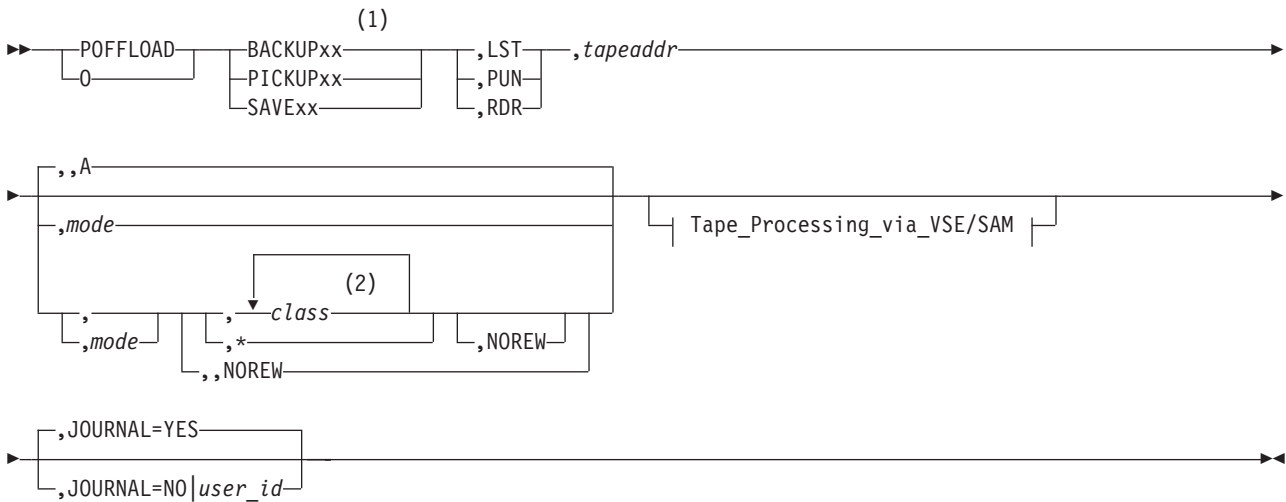 (1)
POFFLOAD BACKUPxx ,LST ,tapeaddr
O PICKUPxx ,PUN
SAVExx ,RDR
,,A
,mode Tape_Processing_via_VSE/SAM
(2)
, , class
,mode ,* ,NOREW
,,NOREW
,JOURNAL=YES
,JOURNAL=NO|user_id